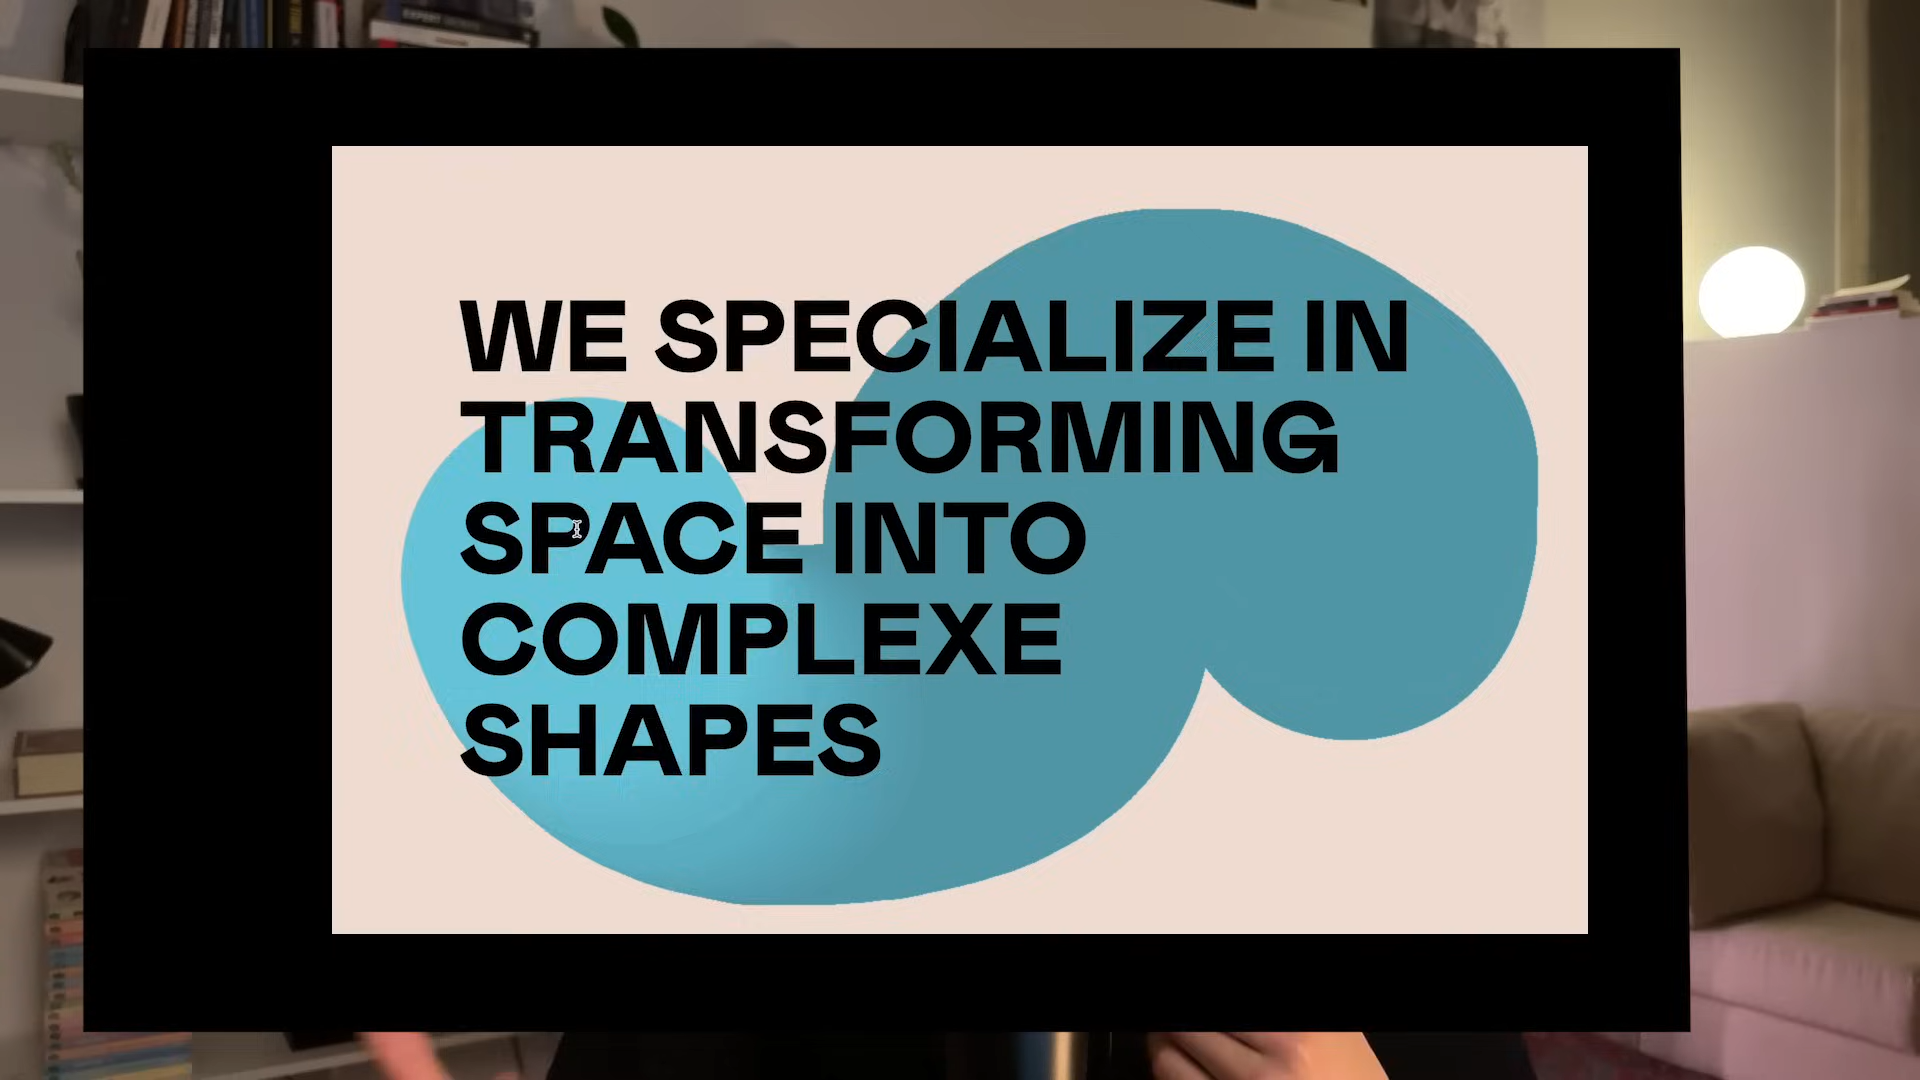 WE SPECIALIZE IN
TRANSFORMING
SPACE INTO
COMPLEXE
SHAPES